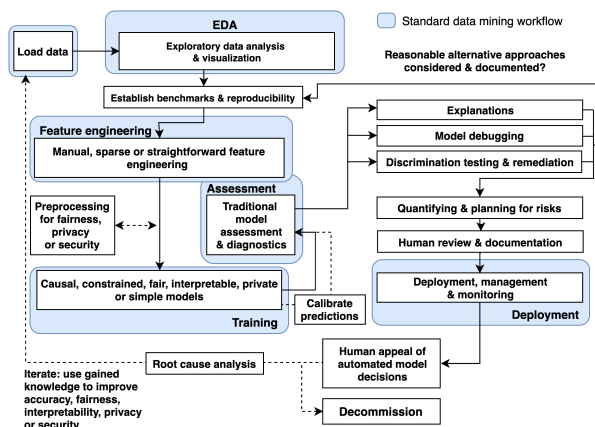 EDA
Standard data mining workflow
Load data
Exploratory data analysis
& visualization
Reasonable alternative approaches
considered & documented?
Establish benchmarks & reproducibility
Explanations
Feature engineering
Model debugging
Manual, sparse or straightforward feature
engineering
Discrimination testing & remediation
Assessment
Preprocessing
for fairness,
privacy
or security
Traditional
model
assessment
& diagnostics
Quantifying & planning for risks
Human review & documentation
Causal, constrained, fair, interpretable, private
or simple models
Training
Calibrate
predictions
Deployment, management
& monitoring
Deployment
Root cause analysis
Human appeal of
automated model
decisions
Iterate: use gained
knowledge to improve
accuracy, fairness,
interpretability, privacy
or security
Decommission